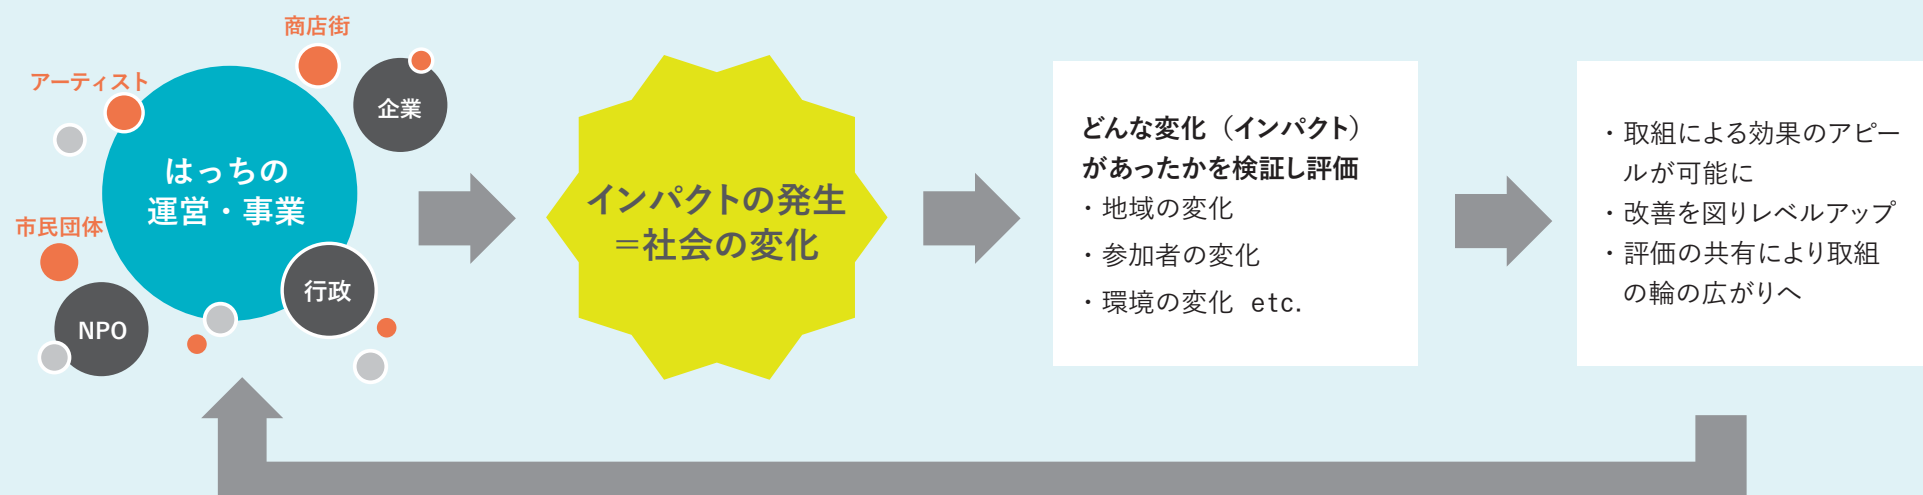 商店街
アーティスト
企業
はっちの
運営・事業
市民団体
行政
NPO
インパクトの発生
＝社会の変化
どんな変化（インパクト）
があったかを検証し評価
・地域の変化
・参加者の変化
・環境の変化 etc.
・取組による効果のアピー
ルが可能に
・改善を図りレベルアップ
・評価の共有により取組
の輪の広がりへ